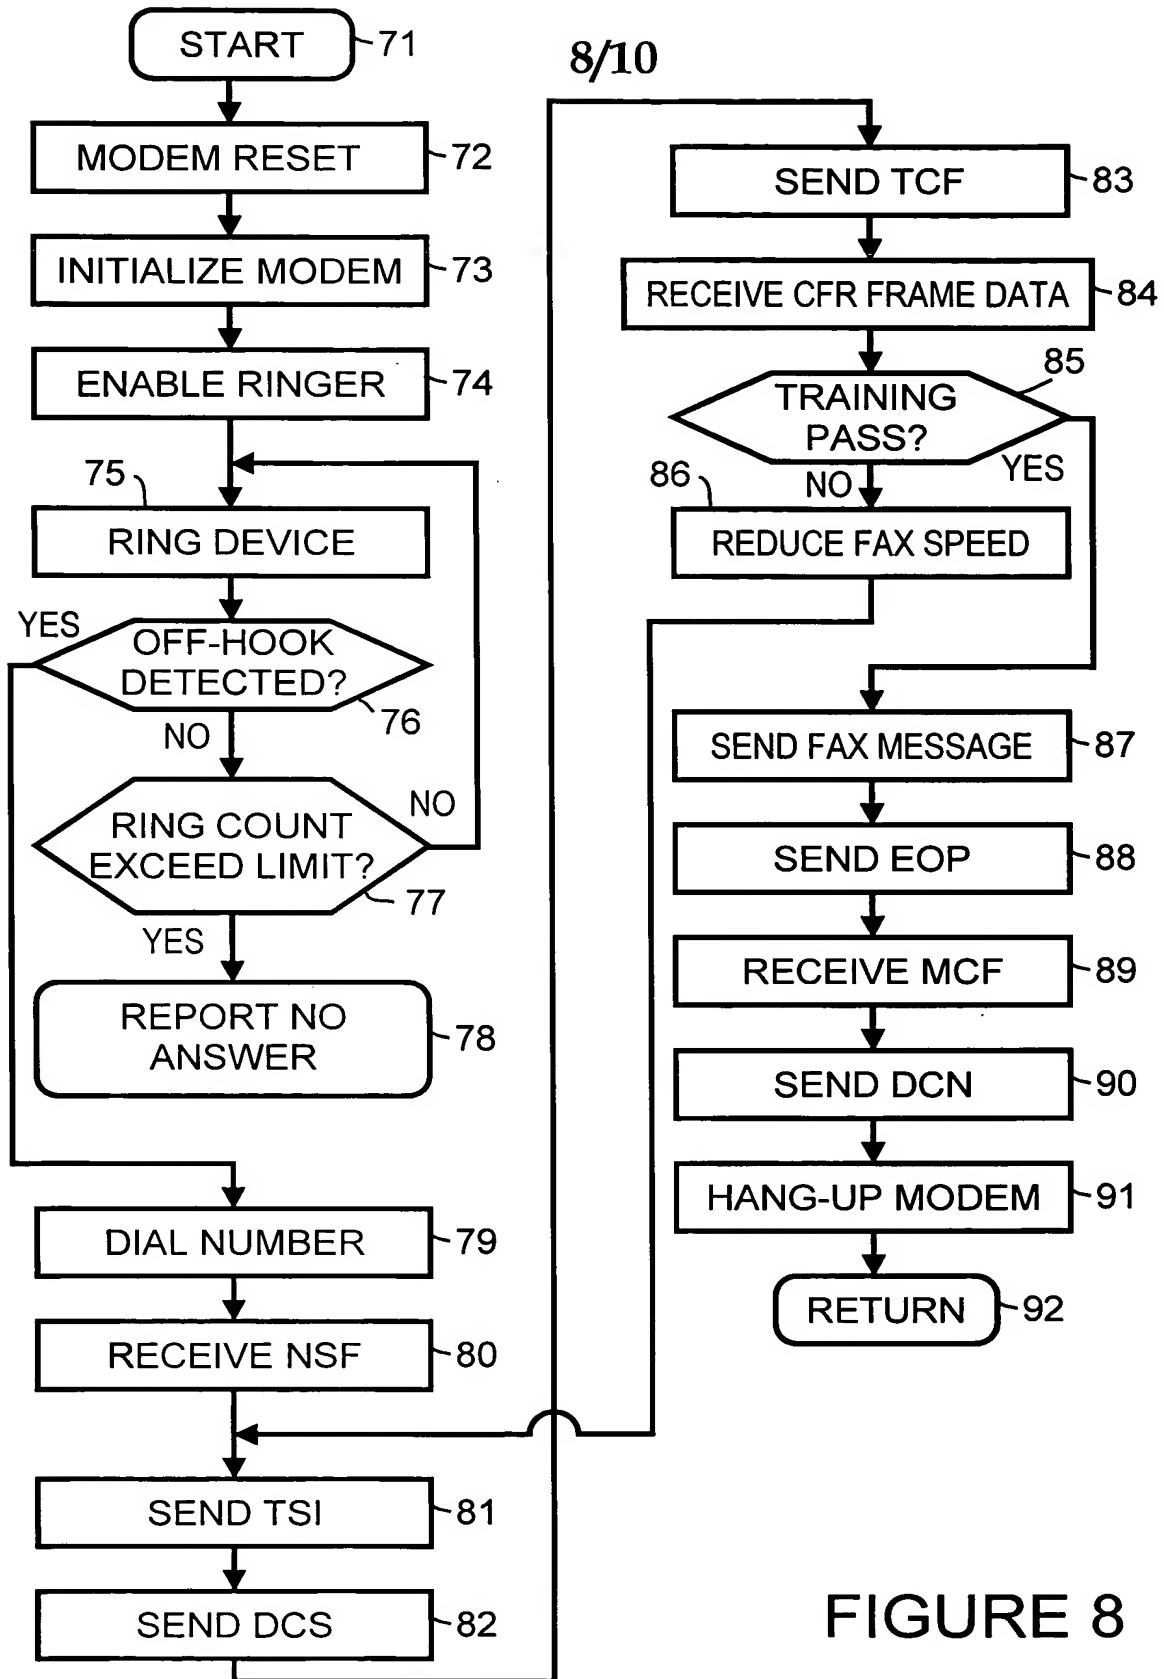 8/10
START
71
MODEM RESET
72
INITIALIZE MODEM
73
ENABLE RINGER
74
75
RING DEVICE
YES
OFF-HOOK
DETECTED?
76
NO
RING COUNT
EXCEED LIMIT?
NO
77
YES
REPORT NO
ANSWER
78
DIAL NUMBER
79
RECEIVE NSF
80
SEND TSI
81
SEND DCS
82
SEND TCF
83
RECEIVE CFR FRAME DATA
84
85
TRAINING
PASS?
YES
NO
86
REDUCE FAX SPEED
SEND FAX MESSAGE
87
SEND EOP
88
RECEIVE MCF
89
SEND DCN
90
HANG-UP MODEM
91
RETURN
92
FIGURE 8